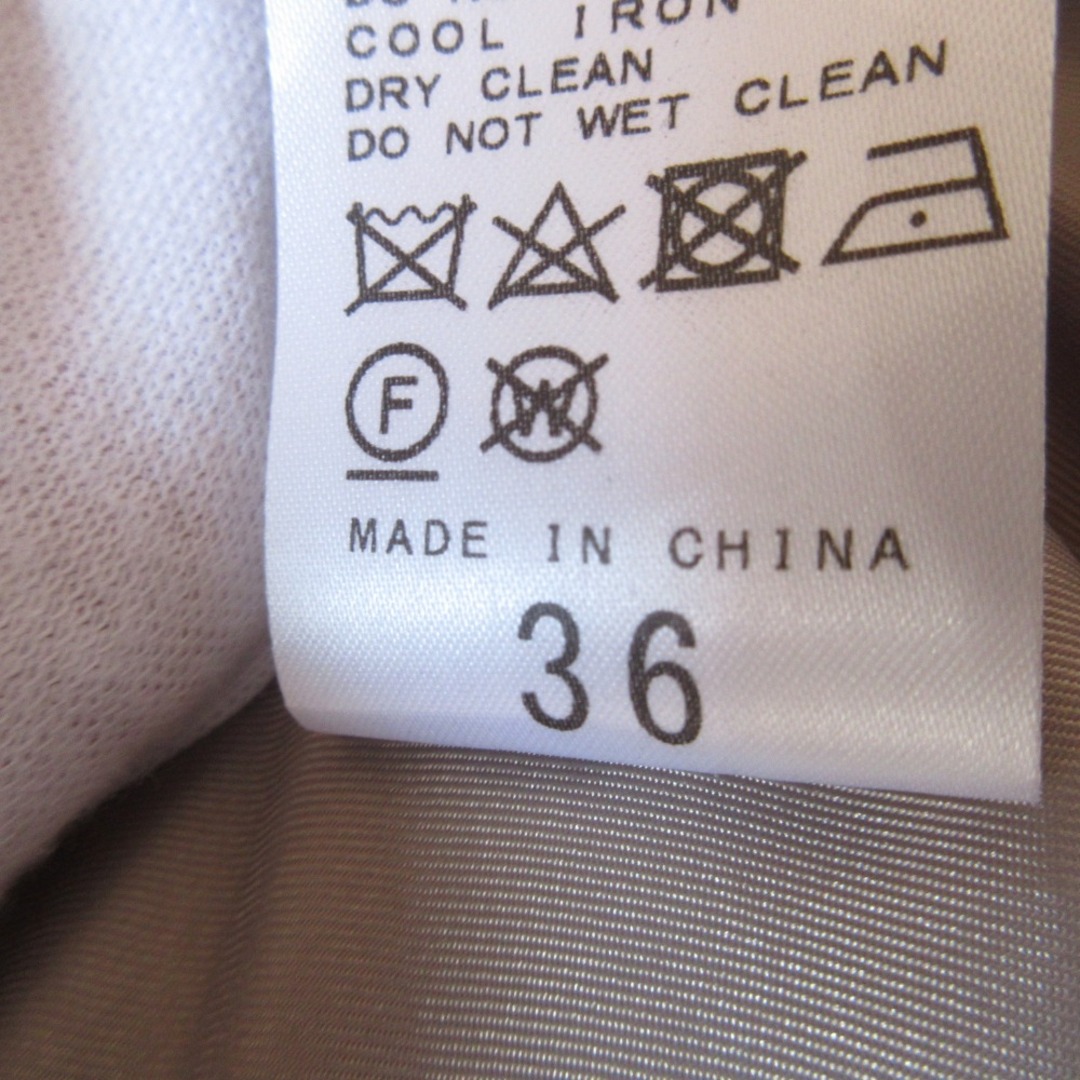 COOL IRON
DRY CLEAN
DO NOT WET CLEAN
F W
MADE IN CHINA
36